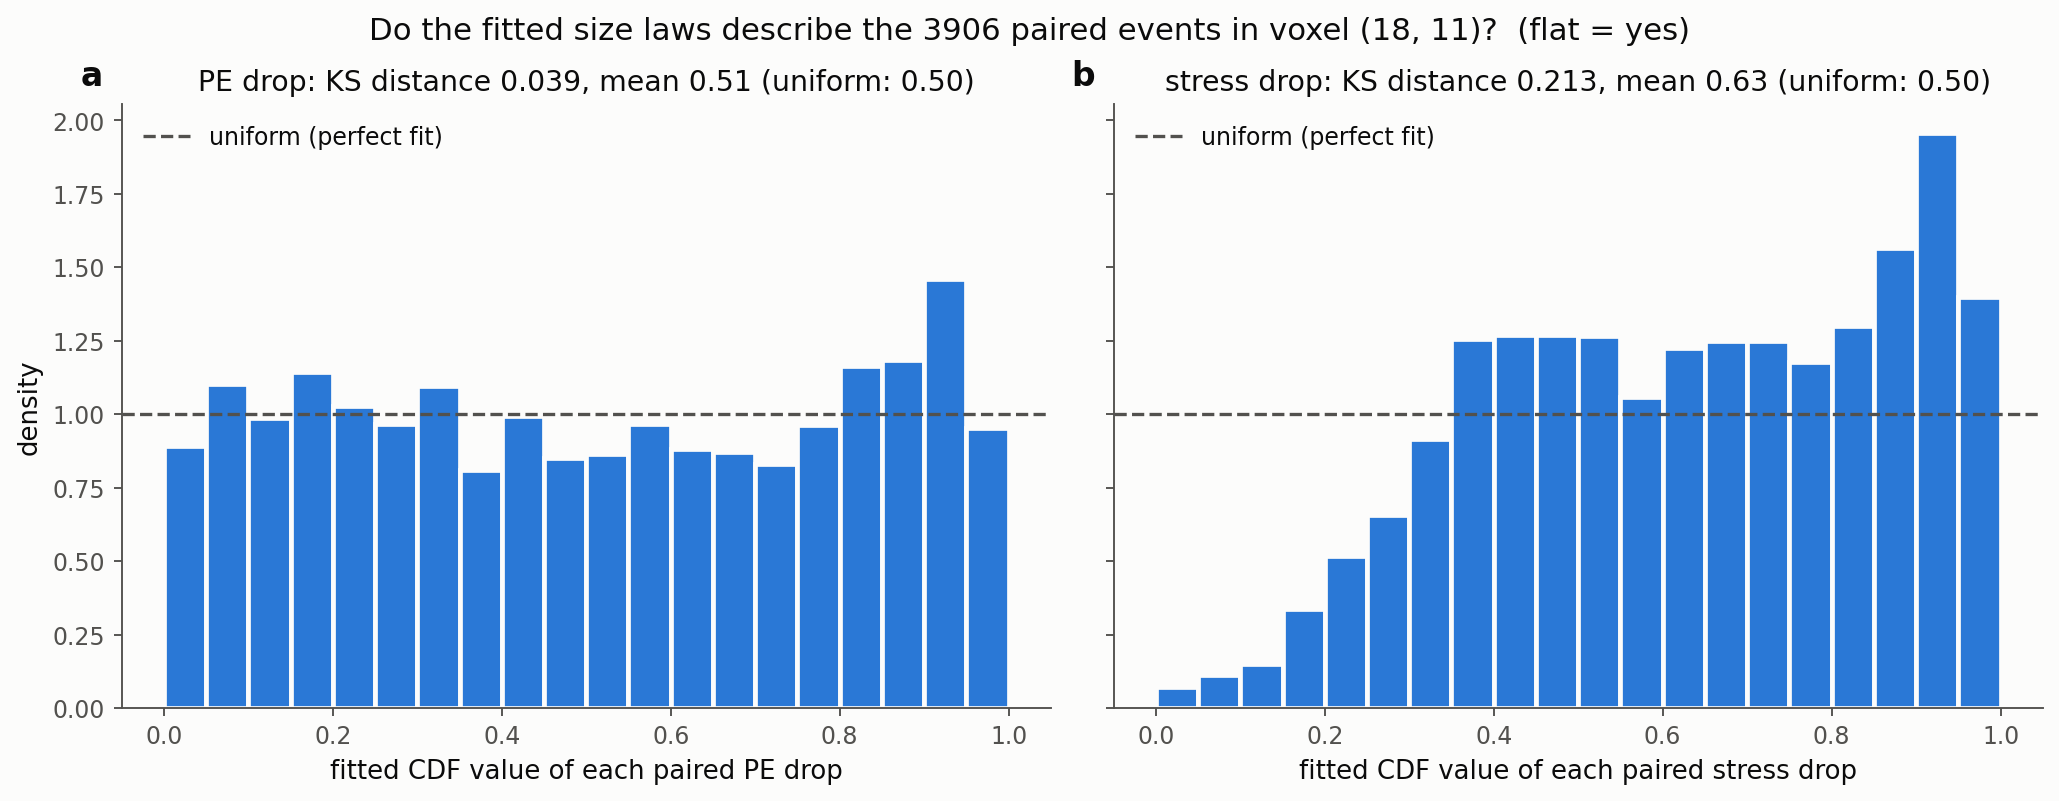 Do the fitted size laws describe the 3906 paired events in voxel (18, 11)?  (flat = yes)
a
PE drop: KS distance 0.039, mean 0.51 (uniform: 0.50)
uniform (perfect fit)
density
2.00
1.75
1.50
1.25
1.00
0.75
0.50
0.25
0.00
0.0 0.2 0.4 0.6 0.8 1.0
fitted CDF value of each paired PE drop
b
stress drop: KS distance 0.213, mean 0.63 (uniform: 0.50)
uniform (perfect fit)
0.0 0.2 0.4 0.6 0.8 1.0
fitted CDF value of each paired stress drop